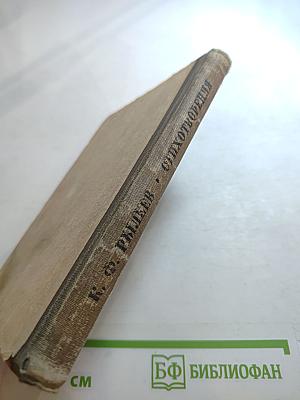 К. Ф. РЫЛЕЕВ · СТИХОТВОРЕНИЯ
СМ
БФ БИБЛИОФАН